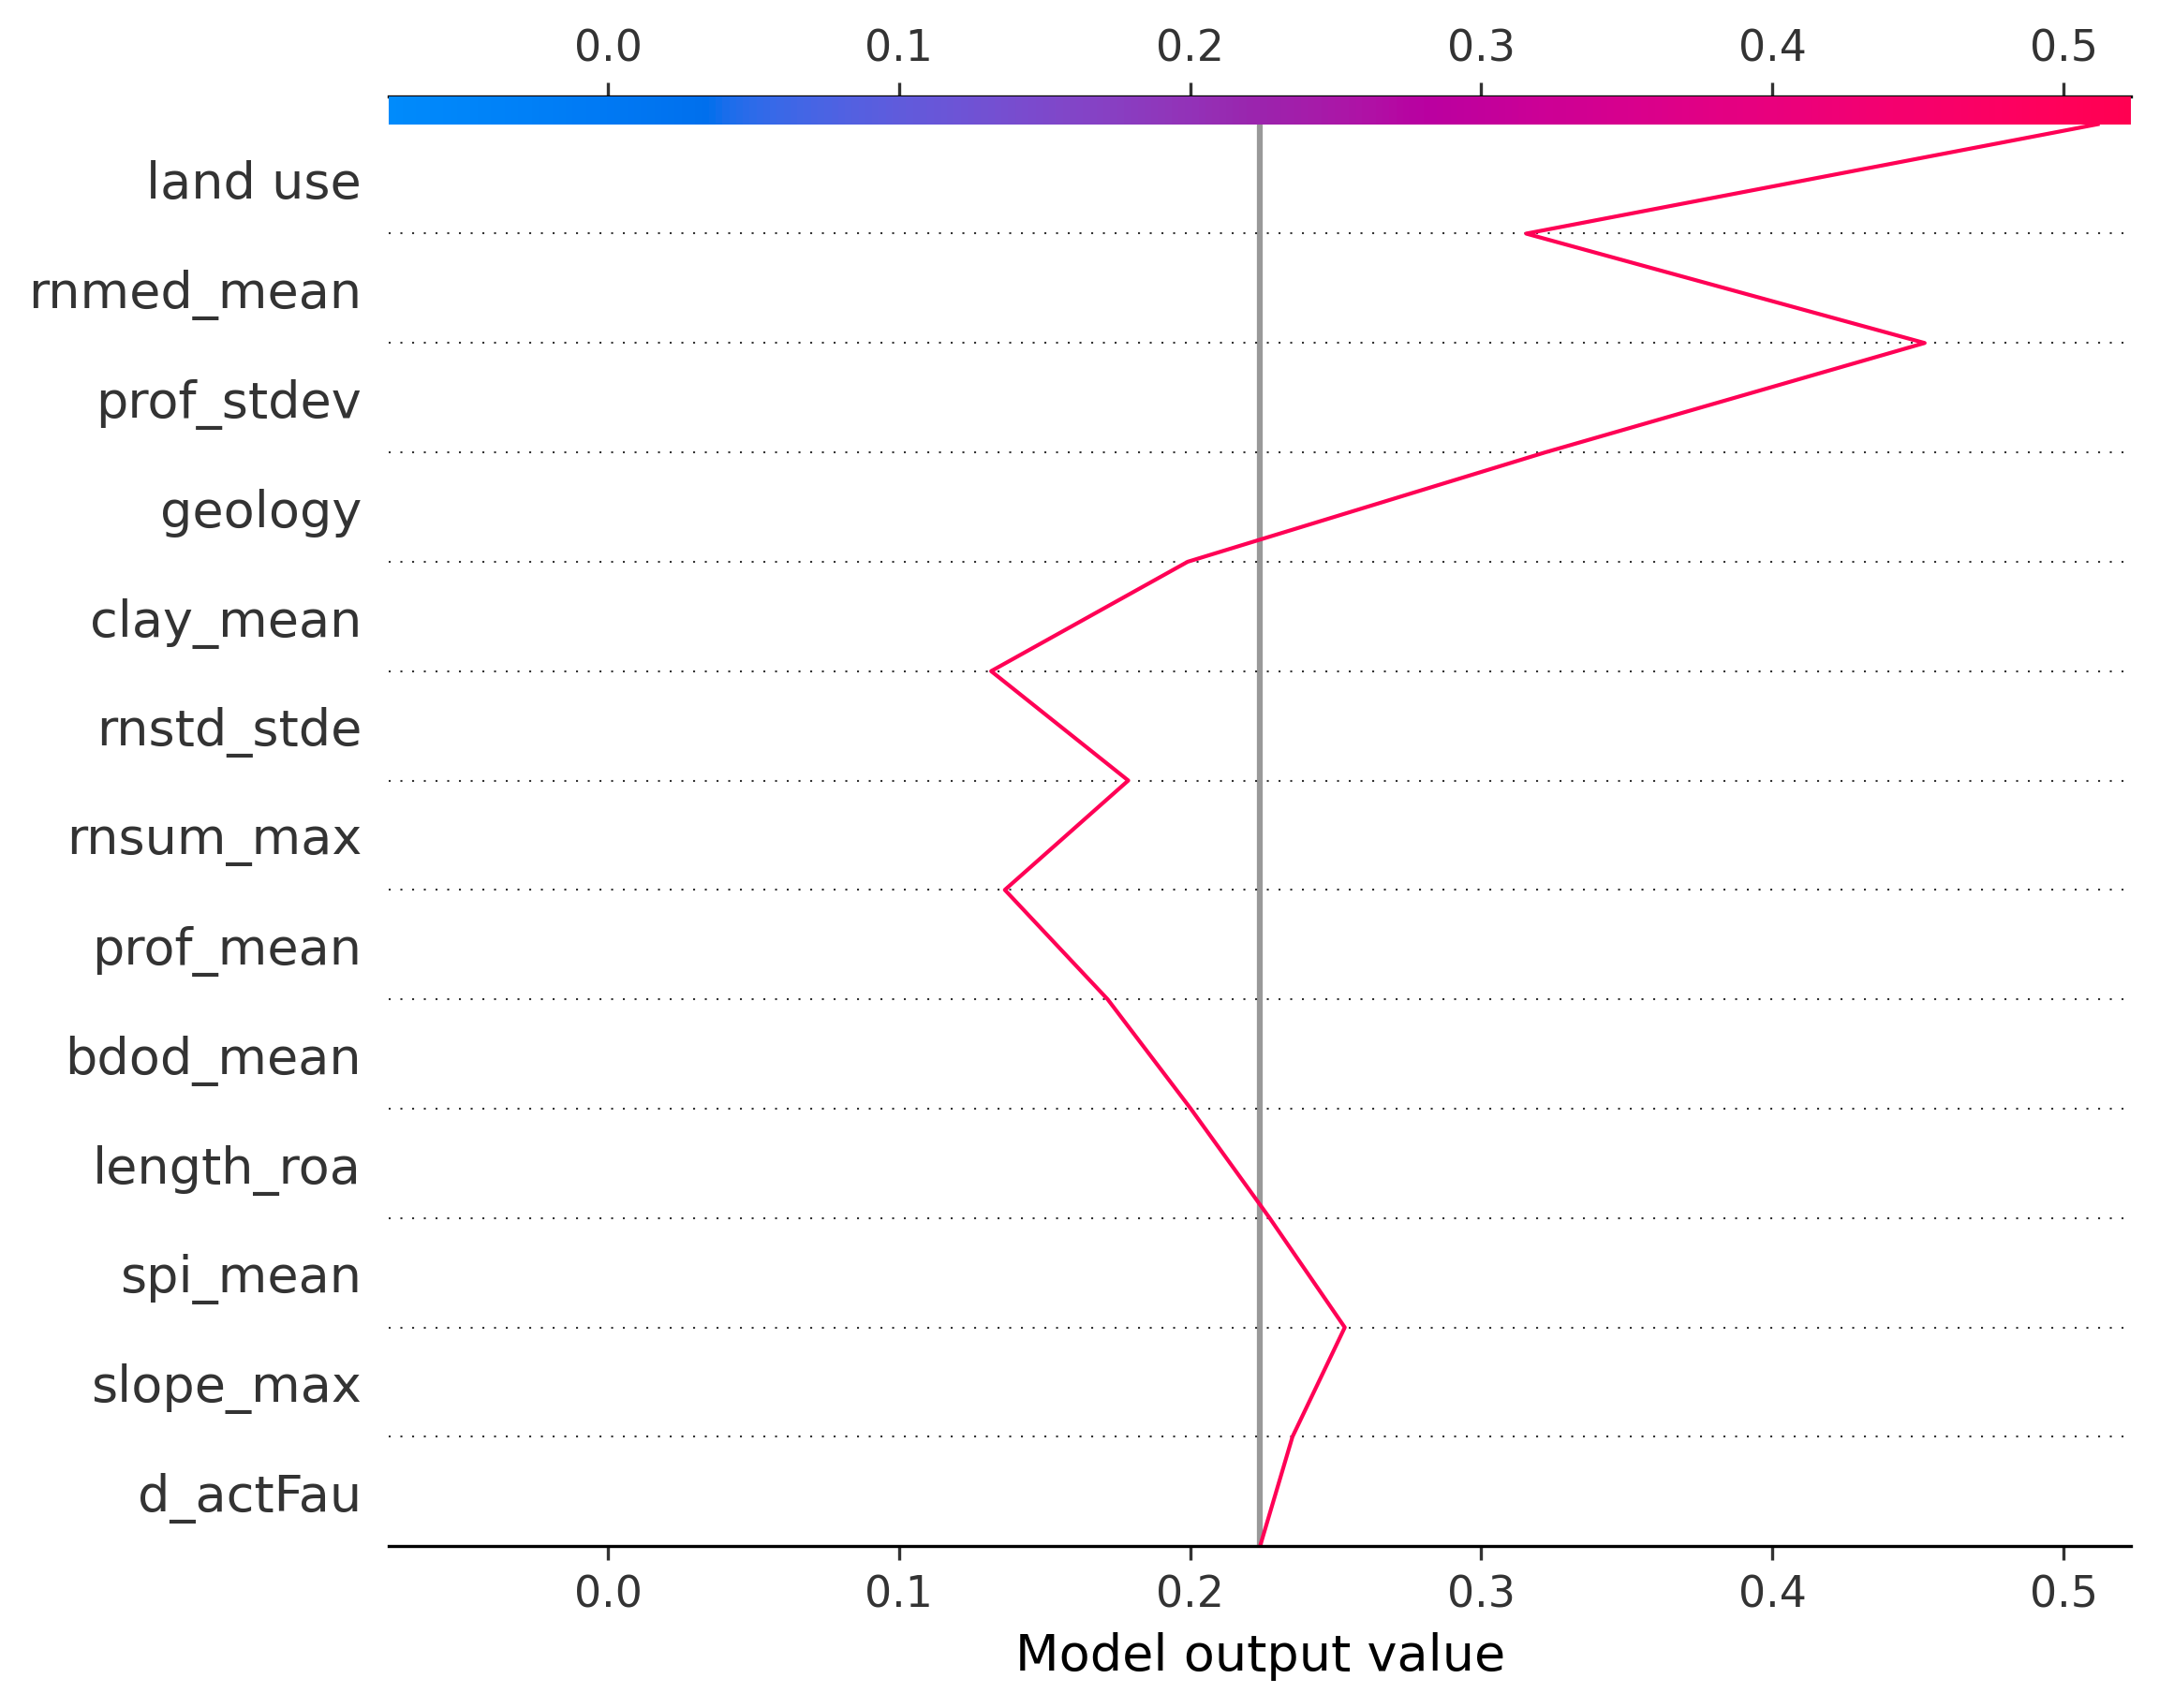 0.0 0.1 0.2 0.3 0.4 0.5
land use
rnmed_mean
prof_stdev
geology
clay_mean
rnstd_stde
rnsum_max
prof_mean
bdod_mean
length_roa
spi_mean
slope_max
d_actFau
0.0 0.1 0.2 0.3 0.4 0.5
Model output value